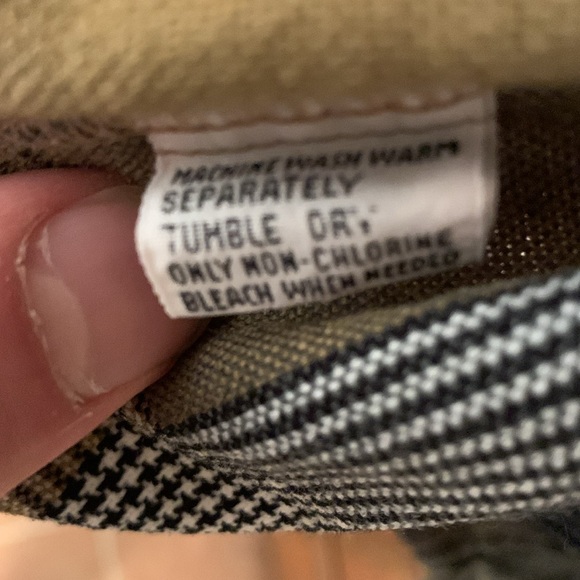 MACHINE WASH WARM
SEPARATELY
TUMBLE DRY
ONLY NON-CHLORINE
BLEACH WHEN NEEDED